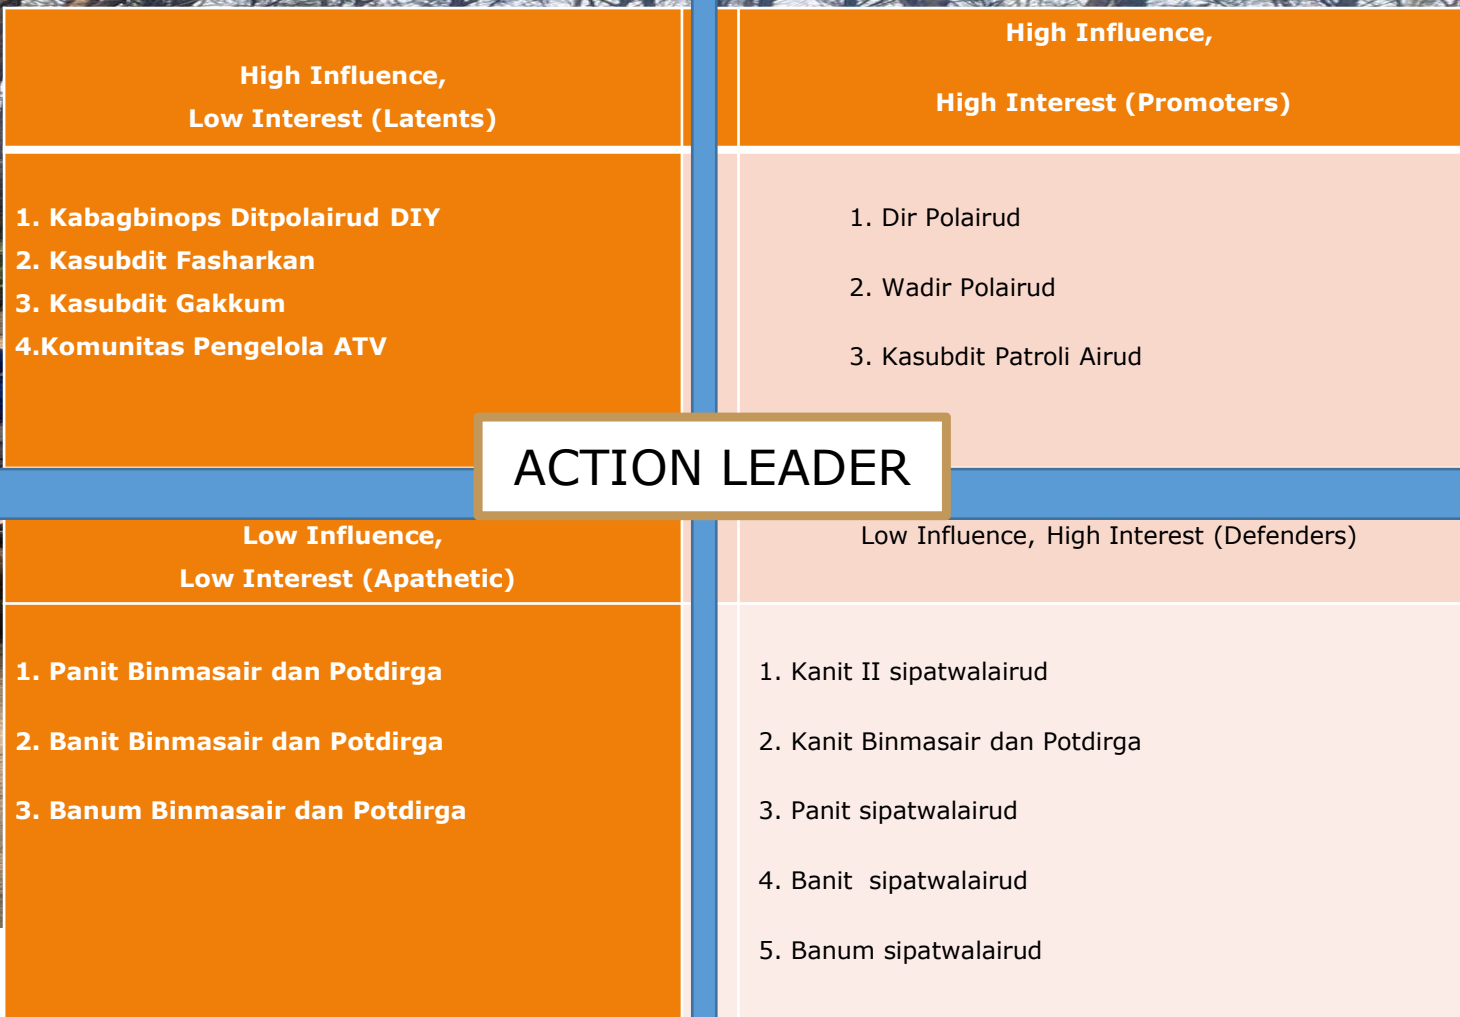 High Influence,
Low Interest (Latents)
High Influence,
High Interest (Promoters)
1. Kabagbinops Ditpolairud DIY
2. Kasubdit Fasharkan
3. Kasubdit Gakkum
4.Komunitas Pengelola ATV
1. Dir Polairud
2. Wadir Polairud
3. Kasubdit Patroli Airud
ACTION LEADER
Low Influence,
Low Interest (Apathetic)
Low Influence, High Interest (Defenders)
1. Panit Binmasair dan Potdirga
2. Banit Binmasair dan Potdirga
3. Banum Binmasair dan Potdirga
1. Kanit II sipatwalairud
2. Kanit Binmasair dan Potdirga
3. Panit sipatwalairud
4. Banit  sipatwalairud
5. Banum sipatwalairud